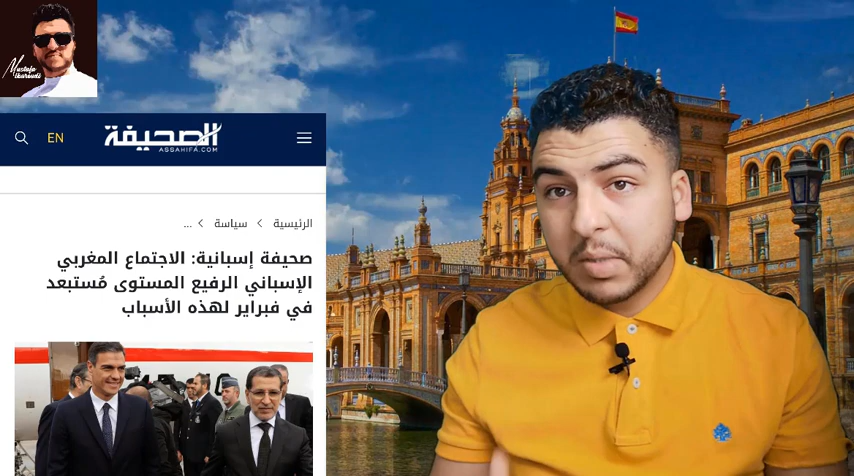 Mustafa
EN
الصحيفة
ASSAHIFA.COM
الرئيسية
سياسة
...
صحيفة إسبانية: الاجتماع المغربي
الإسباني الرفيع المستوى مُستبعد
في فبراير لهذه الأسباب